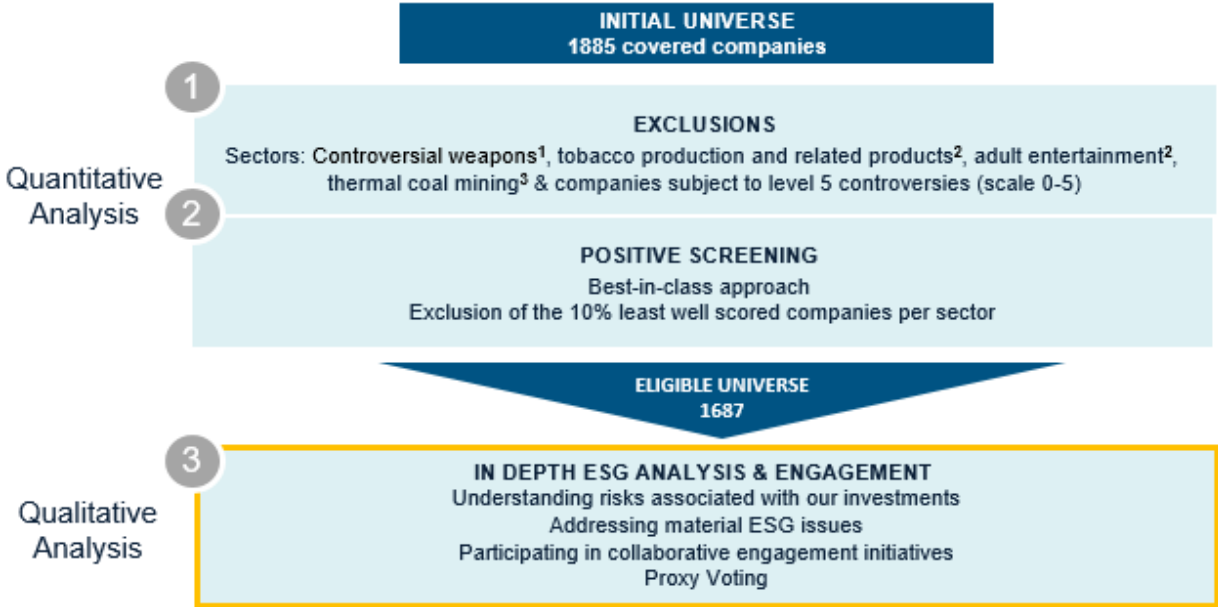 INITIAL UNIVERSE
1885 covered companies
1
EXCLUSIONS
Sectors: Controversial weapons¹, tobacco production and related products², adult entertainment²,
thermal coal mining³ & companies subject to level 5 controversies (scale 0-5)
Quantitative
Analysis
2
POSITIVE SCREENING
Best-in-class approach
Exclusion of the 10% least well scored companies per sector
ELIGIBLE UNIVERSE
1687
3
IN DEPTH ESG ANALYSIS & ENGAGEMENT
Understanding risks associated with our investments
Addressing material ESG issues
Participating in collaborative engagement initiatives
Proxy Voting
Qualitative
Analysis